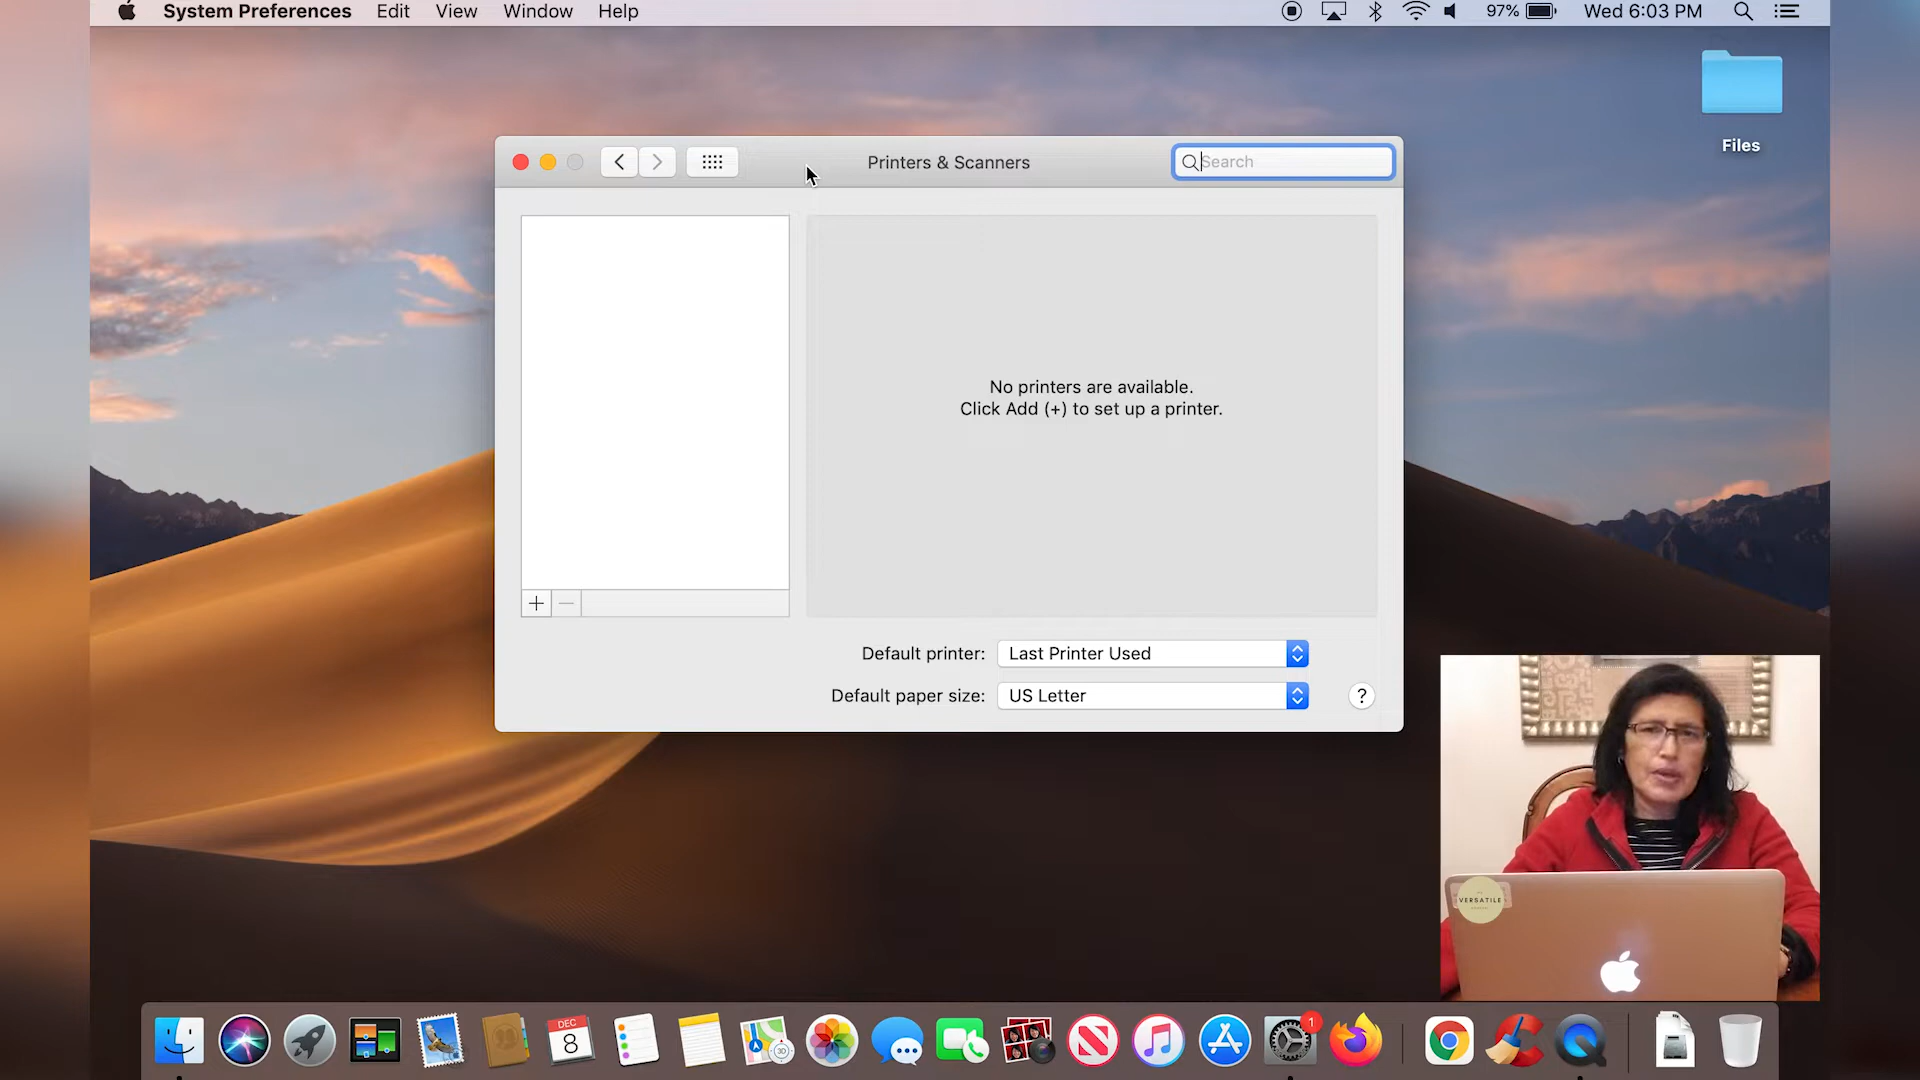 System Preferences Edit View Window Help 97% Wed 6:03 PM
Files
Printers & Scanners
Search
No printers are available.
Click Add (+) to set up a printer.
Default printer: Last Printer Used
Default paper size: US Letter ?
VERSATILE
DEC
8
30
1